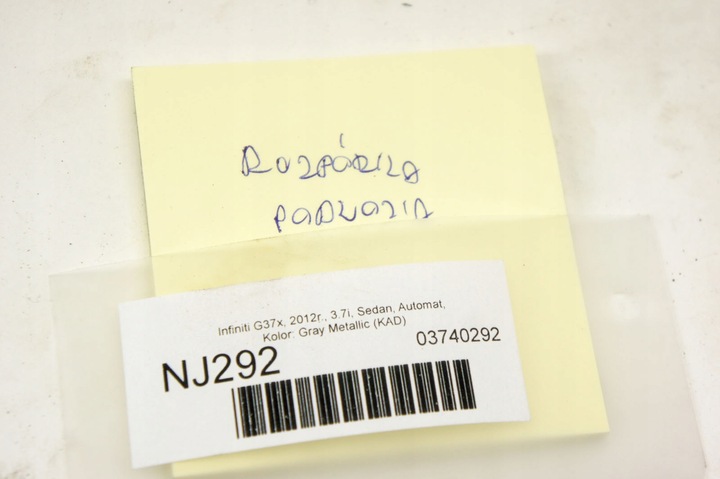 ROZPÓRKA
PODWOZIA
Infiniti G37x, 2012r., 3.7i, Sedan, Automat,
Kolor: Gray Metallic (KAD)
NJ292
03740292